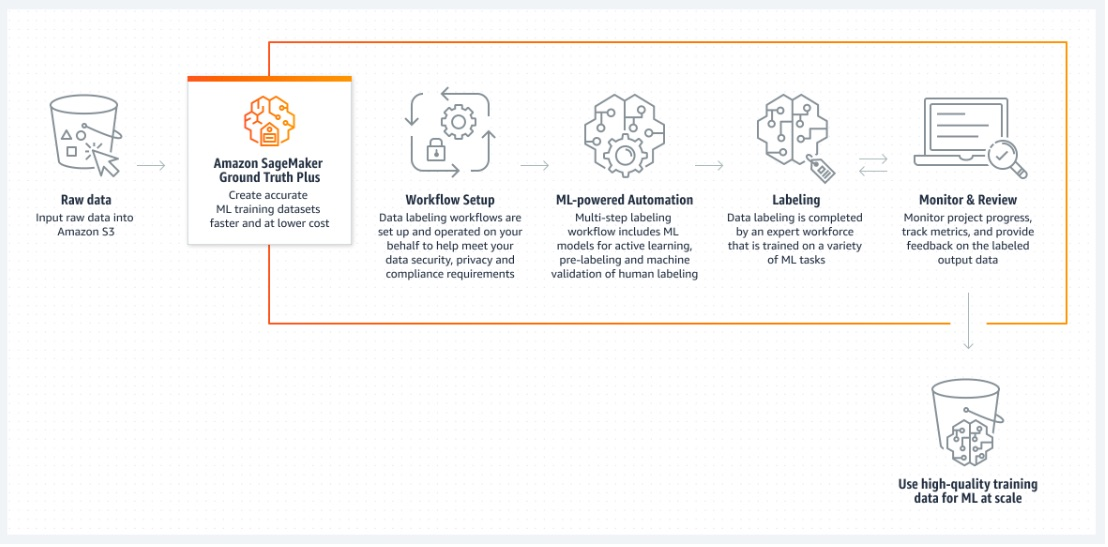 Raw data
Input raw data into
Amazon S3
Amazon SageMaker
Ground Truth Plus
Create accurate
ML training datasets
faster and at lower cost
Workflow Setup
Data labeling workflows are
set up and operated on your
behalf to help meet your
data security, privacy and
compliance requirements
ML-powered Automation
Multi-step labeling
workflow includes ML
models for active learning,
pre-labeling and machine
validation of human labeling
Labeling
Data labeling is completed
by an expert workforce
that is trained on a variety
of ML tasks
Monitor & Review
Monitor project progress,
track metrics, and provide
feedback on the labeled
output data
Use high-quality training
data for ML at scale